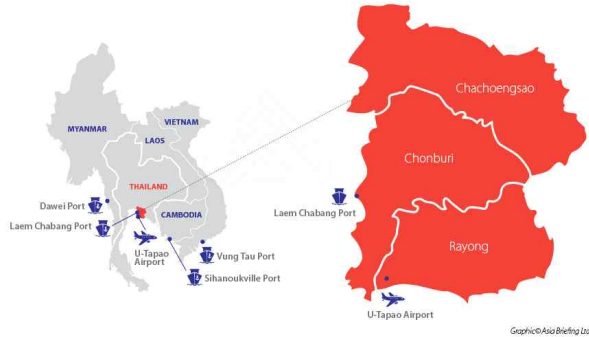 MYANMAR
VIETNAM
LAOS
THAILAND
CAMBODIA
Dawei Port
Laem Chabang Port
U-Tapao
Airport
Vung Tau Port
Sihanoukville Port
Chachoengsao
Chonburi
Laem Chabang Port
Rayong
U-Tapao Airport
Graphic©Asia Briefing Ltd